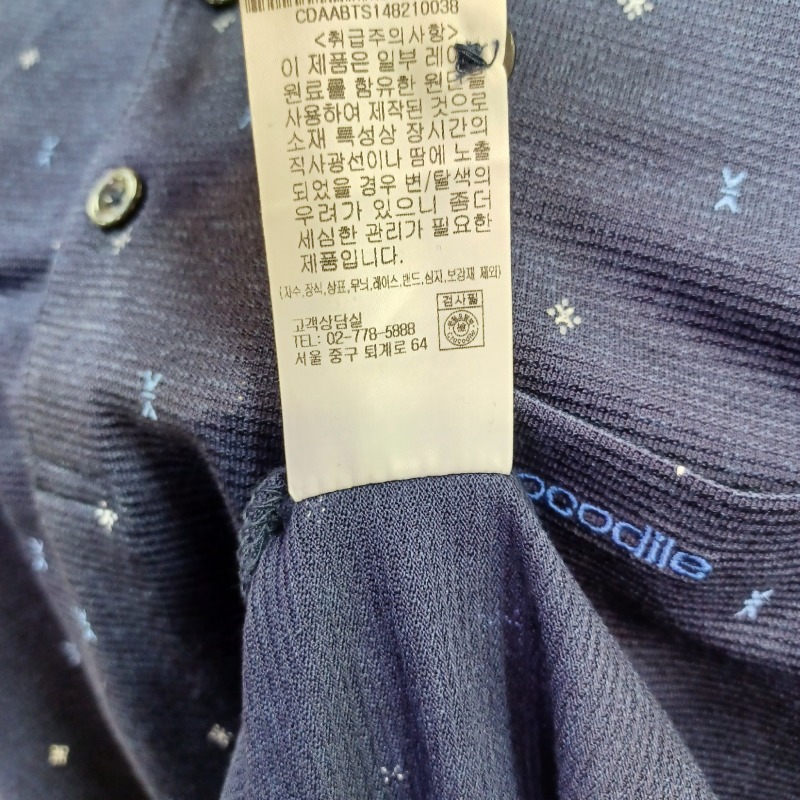 CDAABTS148210038
<취급주의사항>
이 제품은 일부
원료를 함유한
사용하여 제작된 것으로
소재 특성상 장시간의
직사광선이나 땀에 노출
되었을 경우 변/탈색의
우려가 있으니 좀더
세심한 관리가 필요한
제품입니다.
(자수,장식,상표,무늬,레이스,밴드,심지,보강재 제외)
검사필
고객상담실
TEL: 02-778-5888
서울 중구 퇴계로 64
Crocodile
ocodile